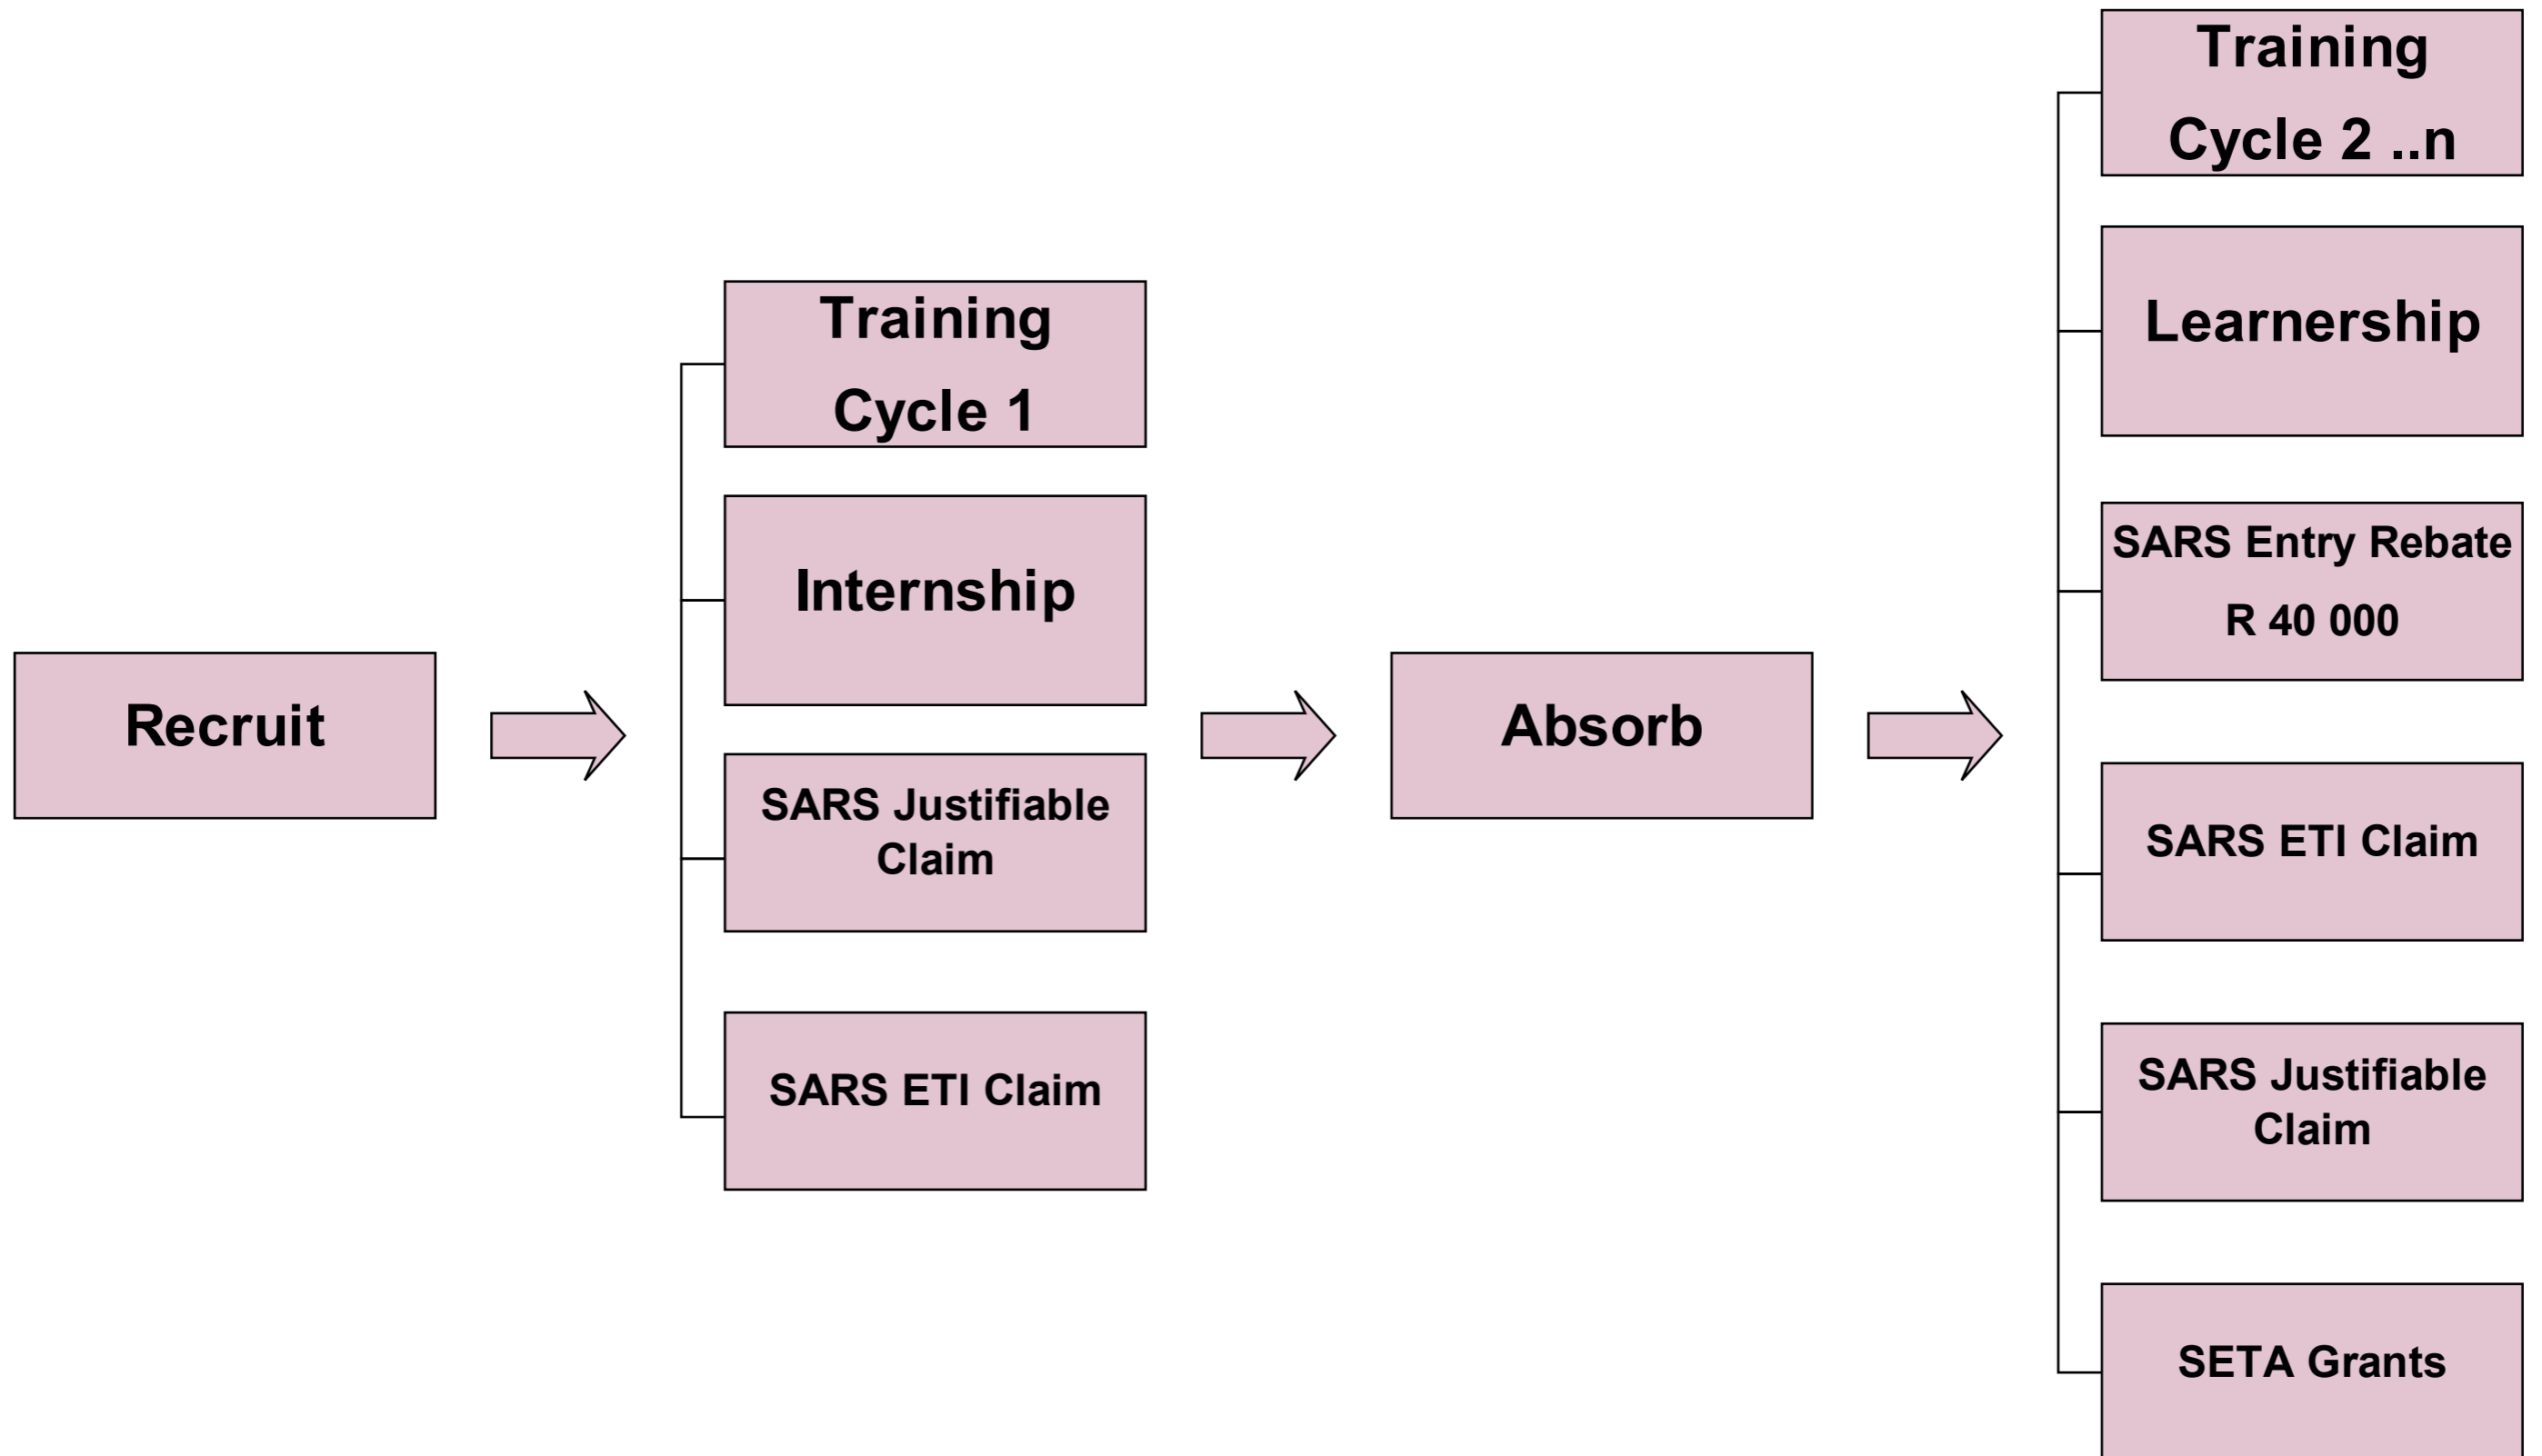 Recruit
Training
Cycle 1
Internship
SARS Justifiable
Claim
SARS ETI Claim
Absorb
Training
Cycle 2 ..n
Learnership
SARS Entry Rebate
R 40 000
SARS ETI Claim
SARS Justifiable
Claim
SETA Grants